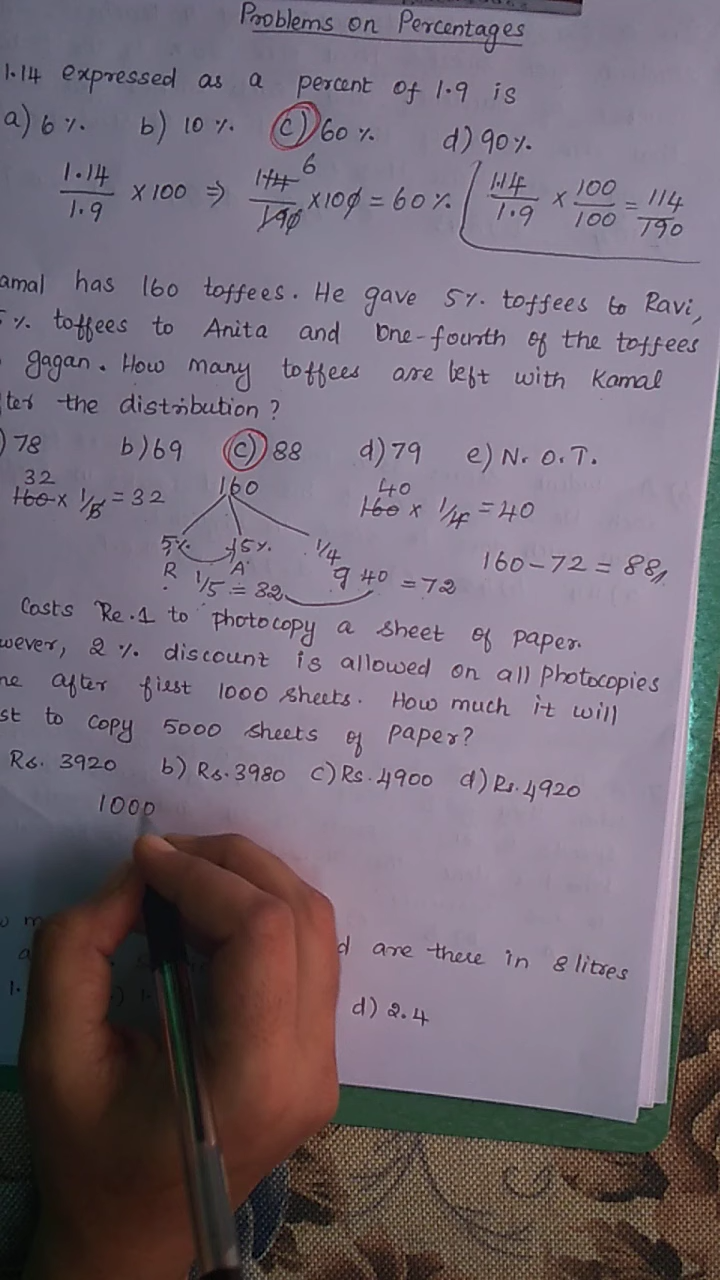 Problems on Percentages
1.14 expressed as a percent of 1.9 is
a) 6 %. b) 10 %. c) 60 %. d) 90%.
1.14/1.9 × 100 ⇒ 114/190 6 ×100 = 60 % 1.14/1.9 × 100/100 = 114/190
amal has 160 toffees. He gave 5%. toffees to Ravi,
5 %. toffees to Anita and One-fourth of the toffees
gagan. How many toffees are left with Kamal
ter the distribution?
) 78 b) 69 c) 88 d) 79 e) N. O. T.
32 160 40
160 × 1/5 = 32 160 × 1/4 = 40
5%. 15%. 1/4 160-72 = 88
R A g 40 = 72
1/5 = 32
Costs Re.1 to photocopy a sheet of paper.
wever, 2 % discount is allowed on all photocopies
ne after fiest 1000 sheets. How much it will
st to copy 5000 sheets of paper?
Rs. 3920 b) Rs. 3980 c) Rs. 4900 d) Rs. 4920
1000
d are there in 8 litres
d) 2.4